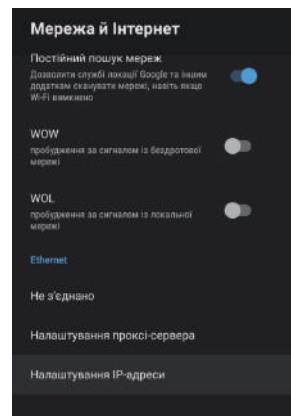 Мережа й Інтернет
Постійний пошук мереж
Дозволити службі локації Google та іншим
додаткам сканувати мережі, навіть якщо
Wi-Fi вимкнено
WOW
пробудження за сигналом із бездротової
мережі
WOL
пробудження за сигналом із локальної
мережі
Ethernet
Не з'єднано
Налаштування проксі-сервера
Налаштування IP-адреси